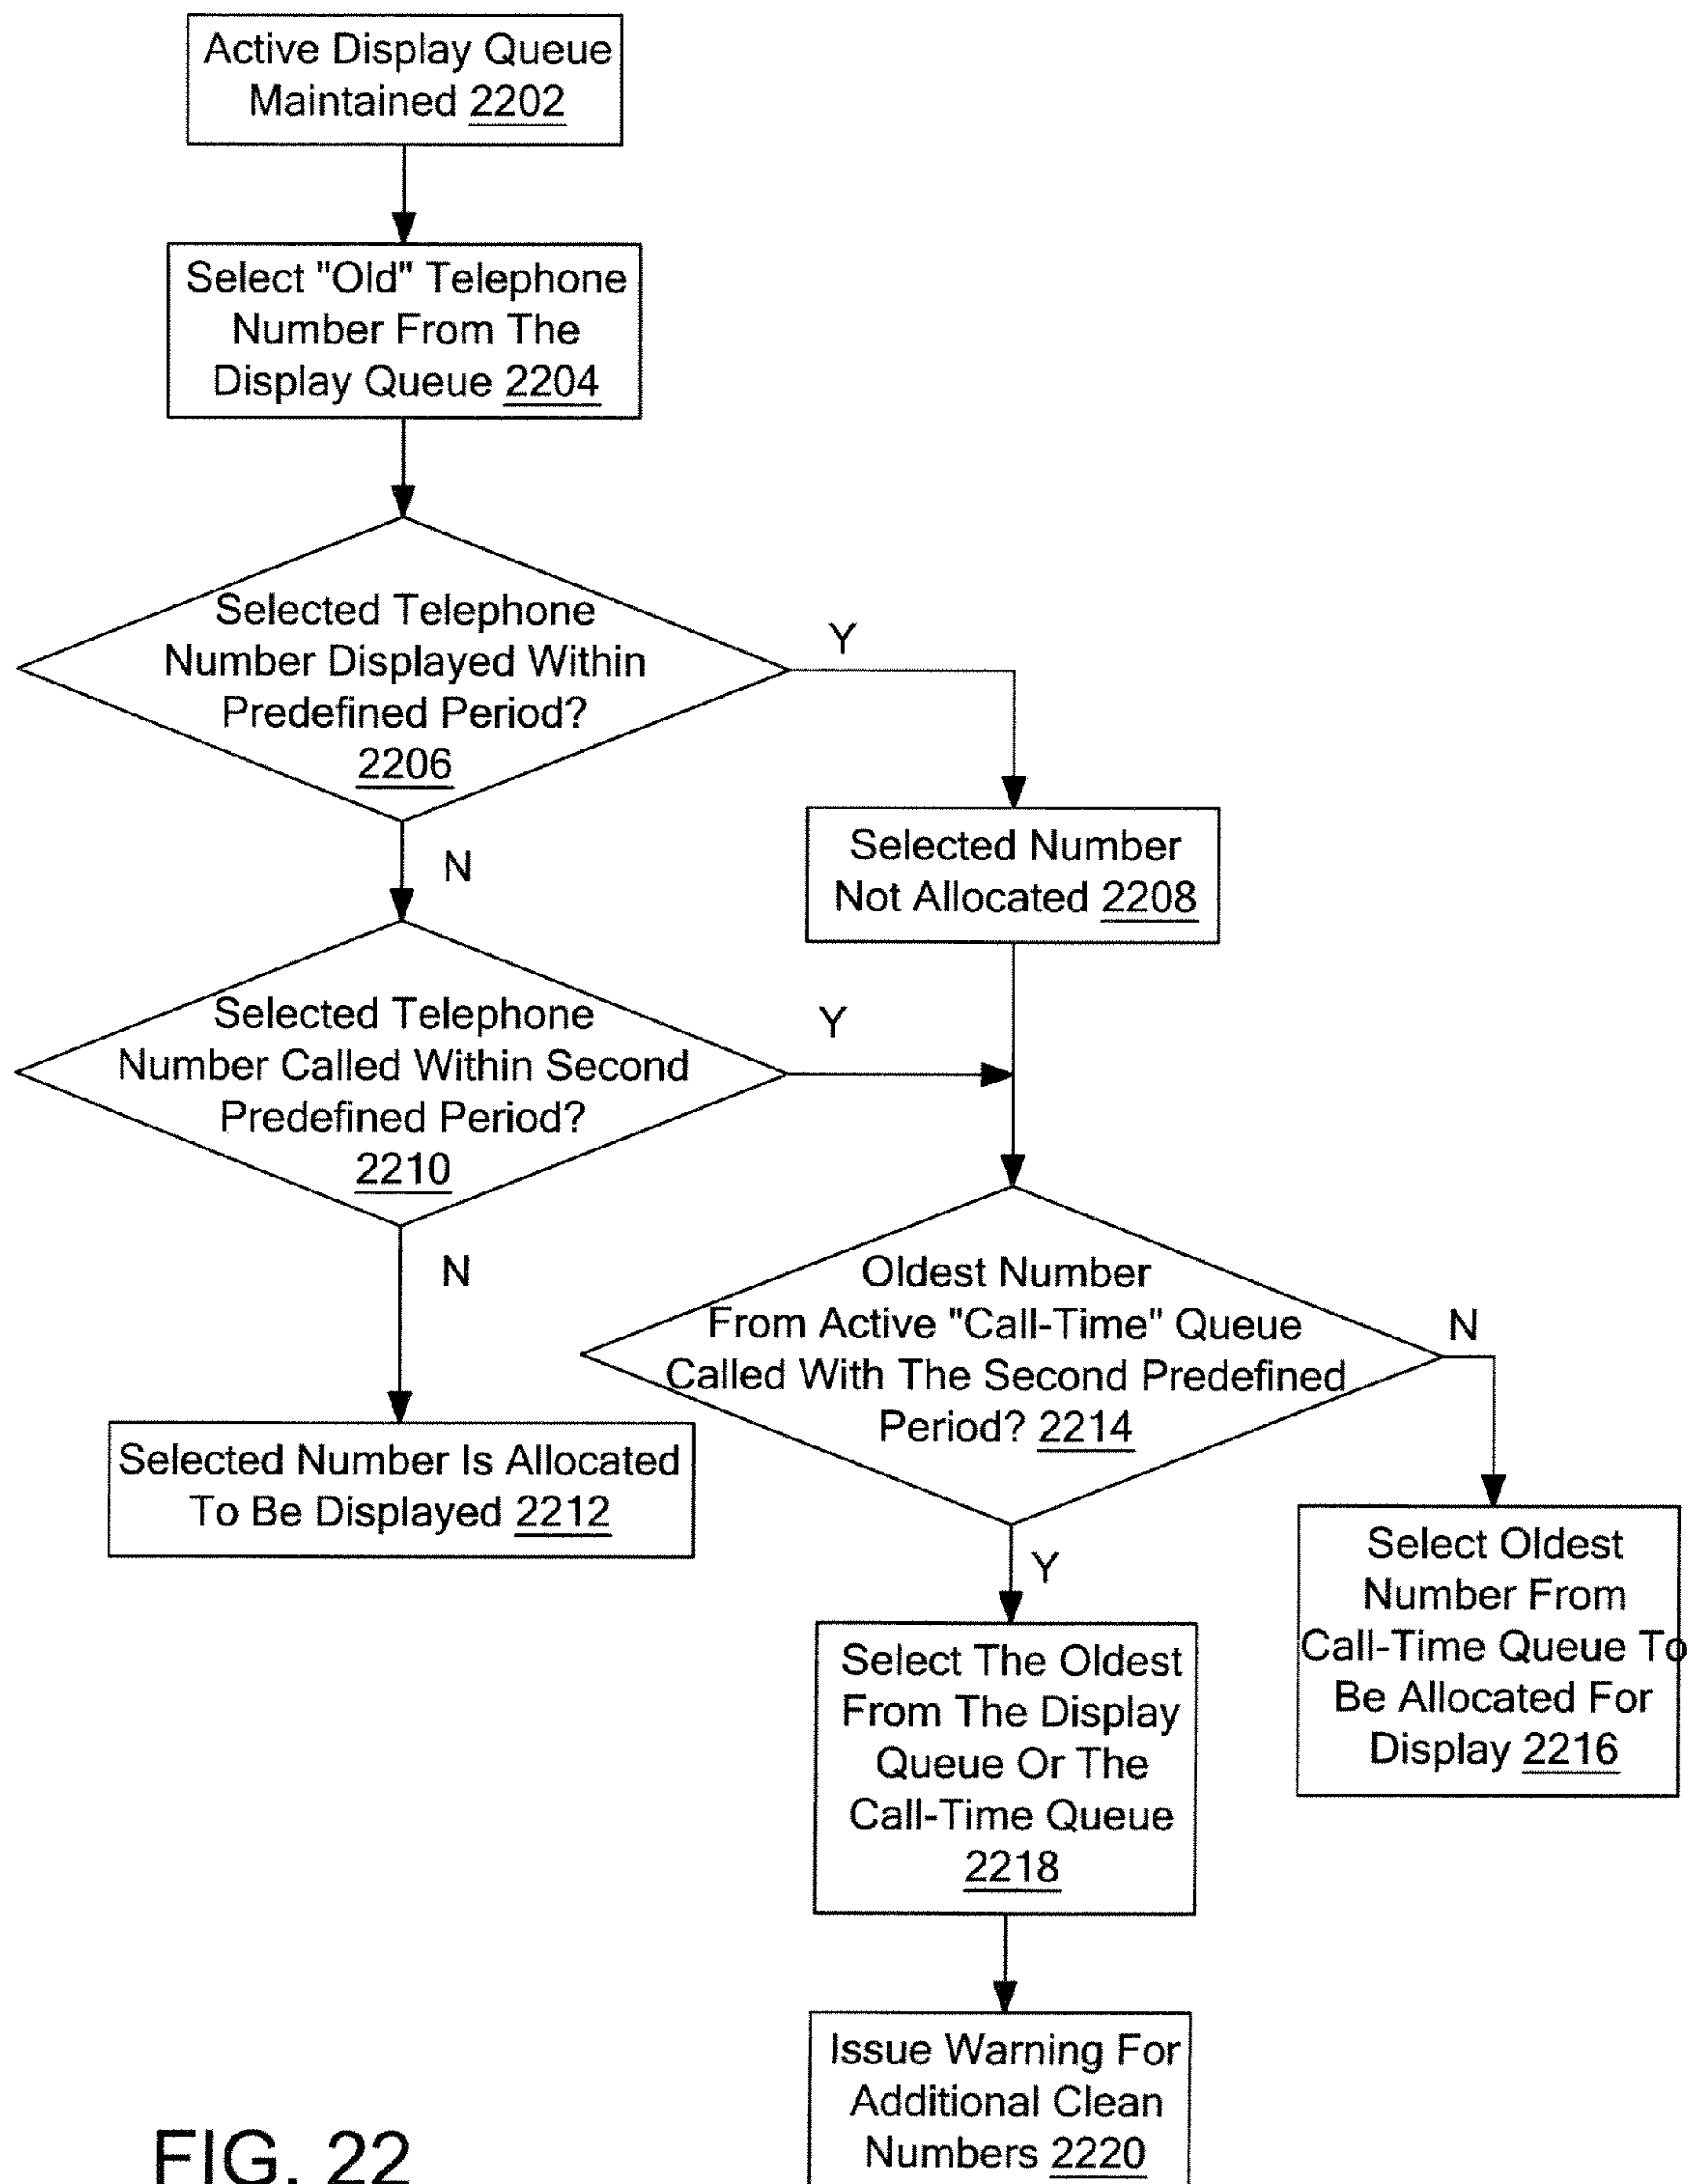 Active Display Queue
Maintained 2202
Select "Old" Telephone
Number From The
Display Queue 2204
Selected Telephone
Number Displayed Within
Predefined Period?
2206
Y
N
Selected Number
Not Allocated 2208
Selected Telephone
Number Called Within Second
Predefined Period?
2210
Y
N
Selected Number Is Allocated
To Be Displayed 2212
Oldest Number
From Active "Call-Time" Queue
Called With The Second Predefined
Period? 2214
N
Y
Select Oldest
Number From
Call-Time Queue To
Be Allocated For
Display 2216
Select The Oldest
From The Display
Queue Or The
Call-Time Queue
2218
Issue Warning For
Additional Clean
Numbers 2220
FIG. 22